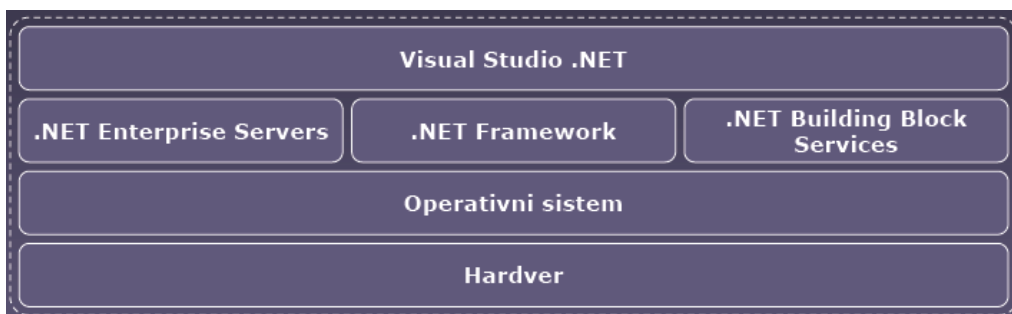 Visual Studio .NET
.NET Enterprise Servers
.NET Framework
.NET Building Block
Services
Operativni sistem
Hardver